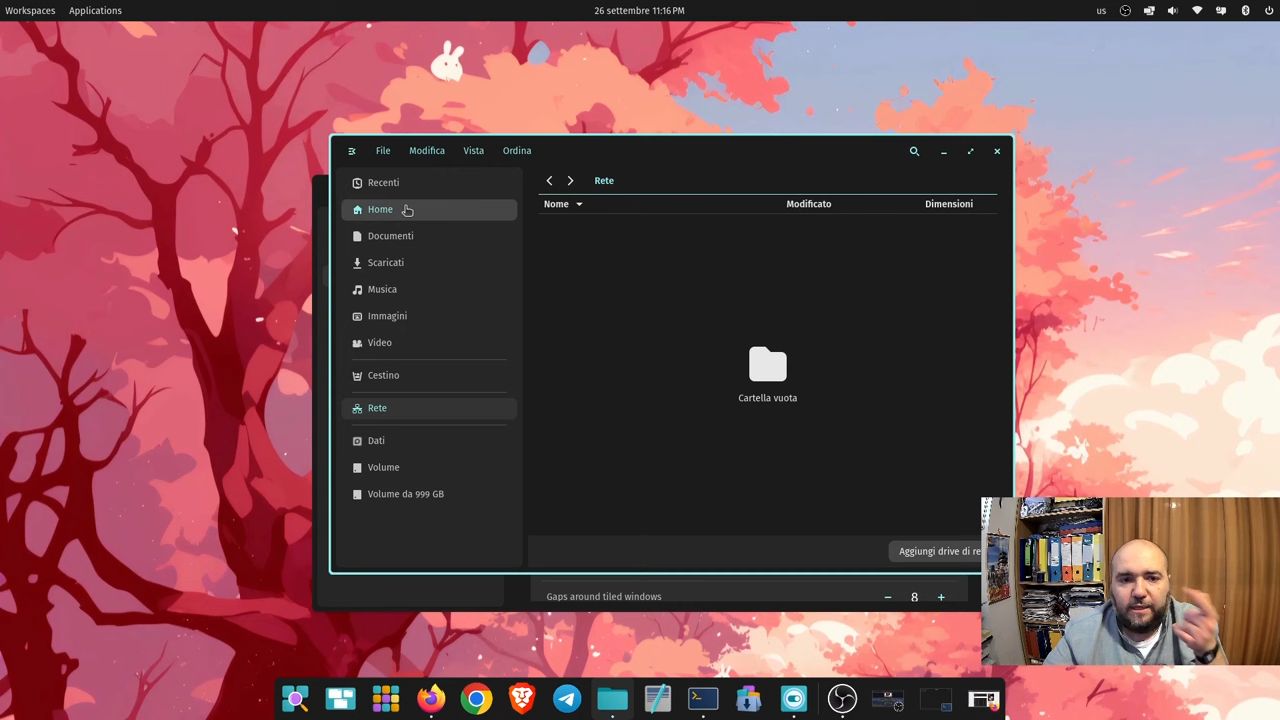 Workspaces Applications 26 settembre 11:16 PM us
File Modifica Vista Ordina
Recenti
Home
Documenti
Scaricati
Musica
Immagini
Video
Cestino
Rete
Dati
Volume
Volume da 999 GB
Rete
Nome Modificato Dimensioni
Cartella vuota
Aggiungi drive di re
Gaps around tiled windows − 8 +